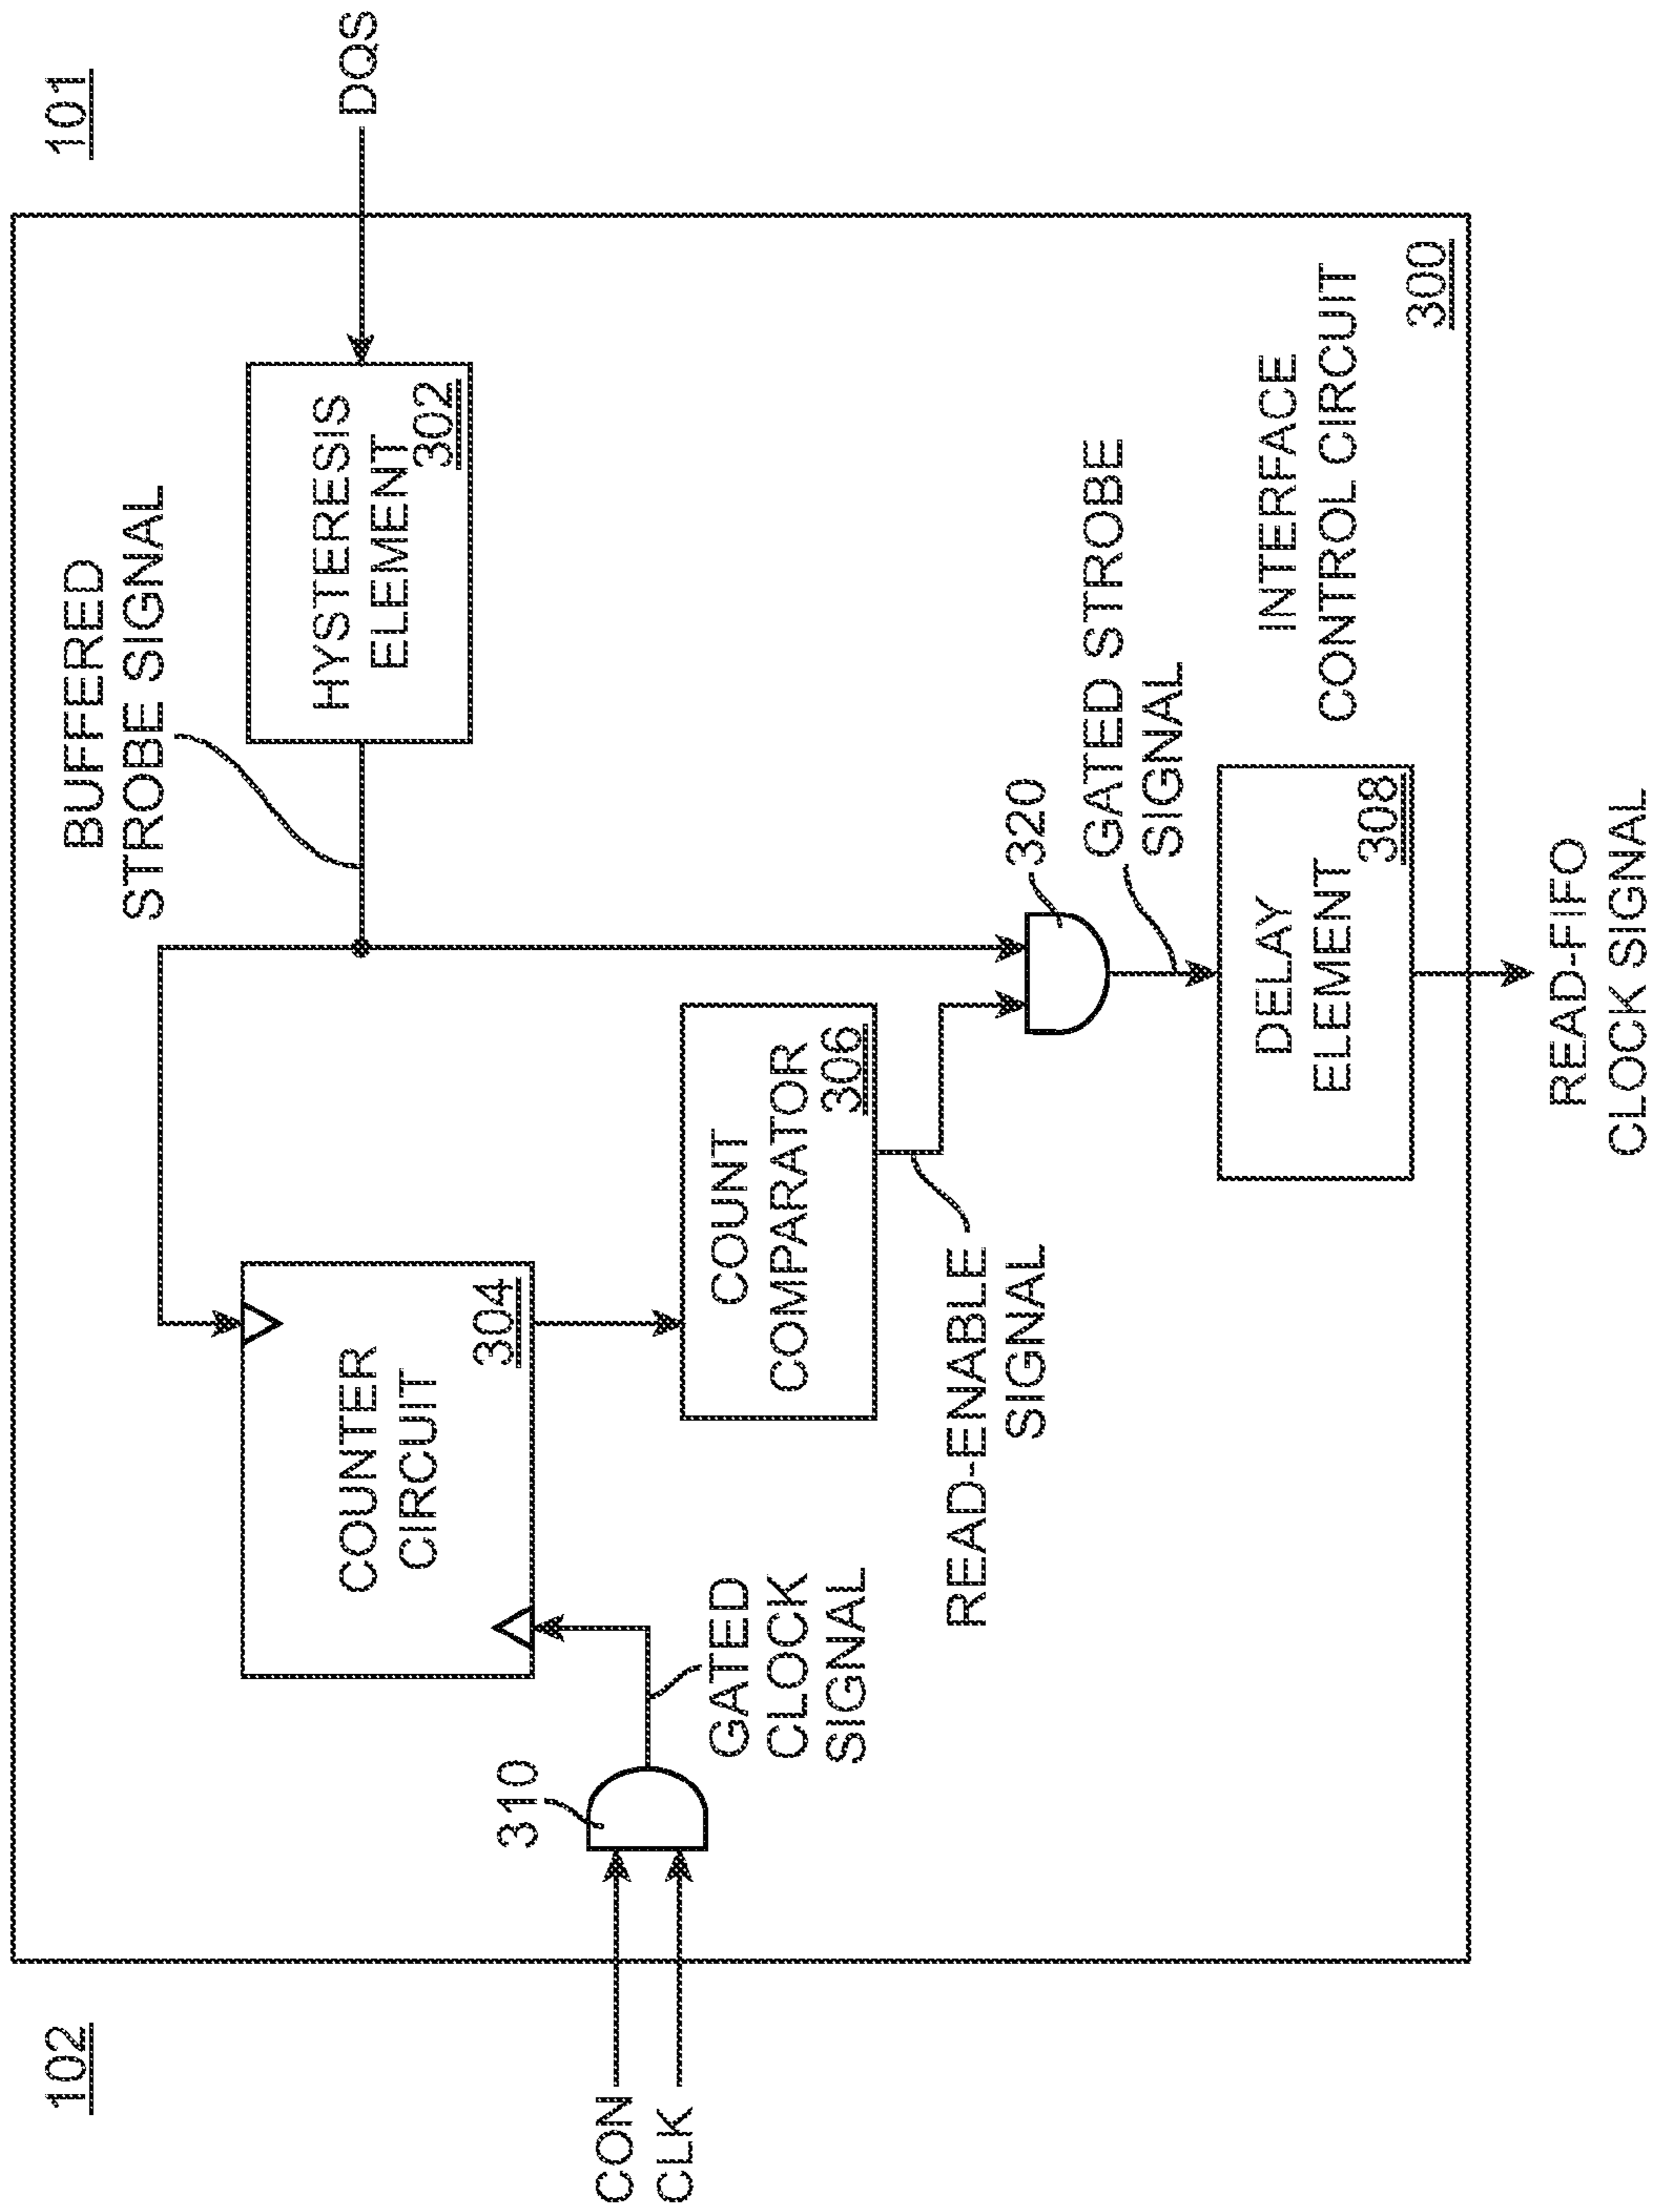 102
101
CON
CLK
310
GATED
CLOCK
SIGNAL
COUNTER
CIRCUIT
304
COUNT
COMPARATOR
306
READ-ENABLE
SIGNAL
BUFFERED
STROBE SIGNAL
HYSTERESIS
ELEMENT
302
DQS
320
GATED STROBE
SIGNAL
DELAY
ELEMENT
308
INTERFACE
CONTROL CIRCUIT
300
READ-FIFO
CLOCK SIGNAL